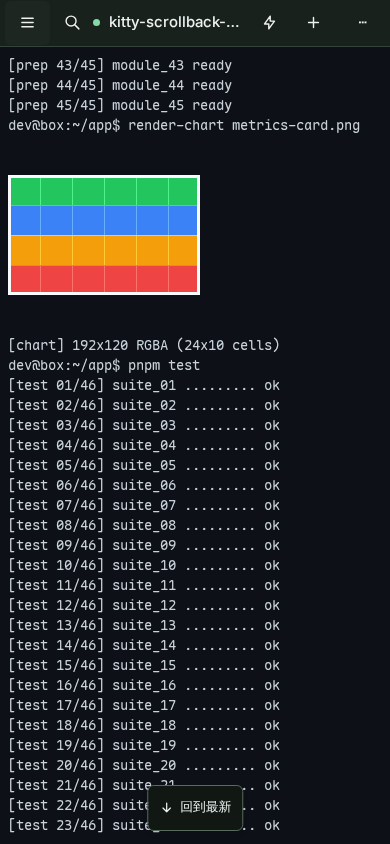 kitty-scrollback-...
[prep 43/45] module_43 ready
[prep 44/45] module_44 ready
[prep 45/45] module_45 ready
dev@box:~/app$ render-chart metrics-card.png
[chart] 192x120 RGBA (24x10 cells)
dev@box:~/app$ pnpm test
[test 01/46] suite_01 ......... ok
[test 02/46] suite_02 ......... ok
[test 03/46] suite_03 ......... ok
[test 04/46] suite_04 ......... ok
[test 05/46] suite_05 ......... ok
[test 06/46] suite_06 ......... ok
[test 07/46] suite_07 ......... ok
[test 08/46] suite_08 ......... ok
[test 09/46] suite_09 ......... ok
[test 10/46] suite_10 ......... ok
[test 11/46] suite_11 ......... ok
[test 12/46] suite_12 ......... ok
[test 13/46] suite_13 ......... ok
[test 14/46] suite_14 ......... ok
[test 15/46] suite_15 ......... ok
[test 16/46] suite_16 ......... ok
[test 17/46] suite_17 ......... ok
[test 18/46] suite_18 ......... ok
[test 19/46] suite_19 ......... ok
[test 20/46] suite_20 ......... ok
[test 21/46] .. ok
[test 22/46] .. ok
回到最新
[test 23/46] .. ok